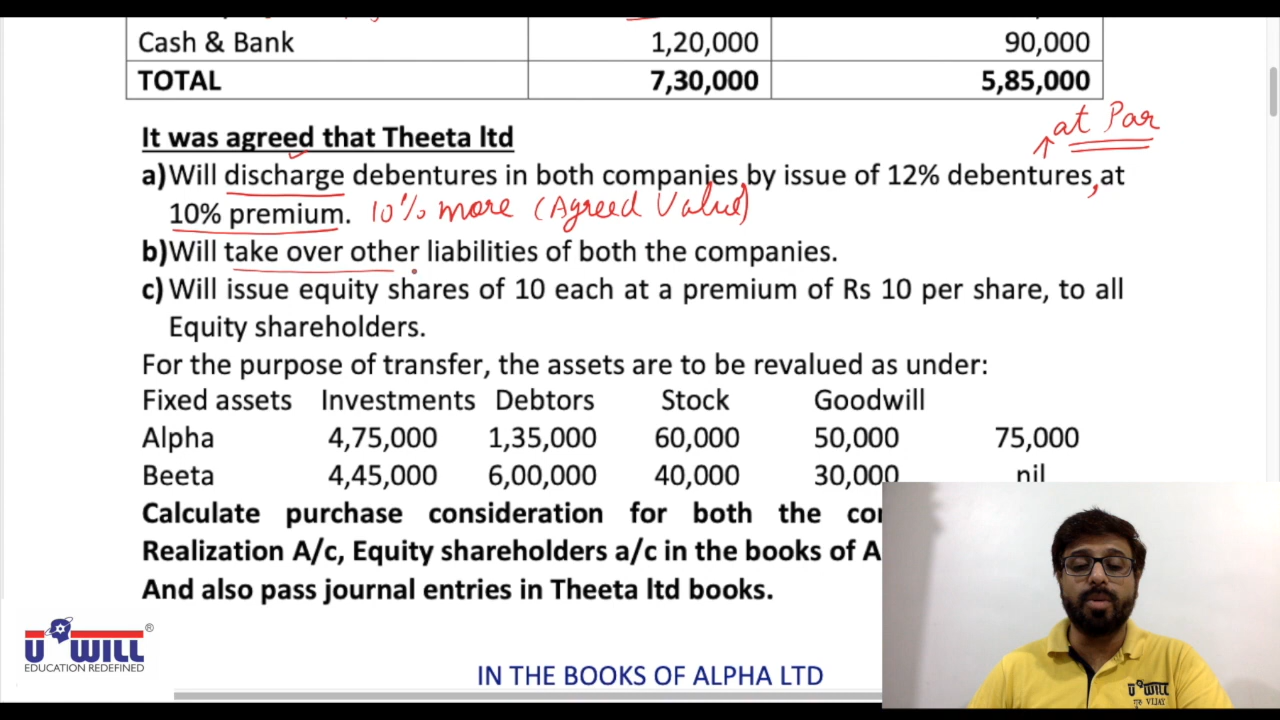 Cash & Bank 1,20,000 90,000
TOTAL 7,30,000 5,85,000
at Par
It was agreed that Theeta ltd
a) Will discharge debentures in both companies, by issue of 12% debentures, at
10% premium. 10% more (Agreed Value)
b) Will take over other liabilities of both the companies.
c) Will issue equity shares of 10 each at a premium of Rs 10 per share, to all
Equity shareholders.
For the purpose of transfer, the assets are to be revalued as under:
Fixed assets Investments Debtors Stock Goodwill
Alpha 4,75,000 1,35,000 60,000 50,000 75,000
Beeta 4,45,000 6,00,000 40,000 30,000 nil
Calculate purchase consideration for both the
Realization A/c, Equity shareholders a/c in the books of
And also pass journal entries in Theeta ltd books.
U WILL ®
EDUCATION REDEFINED
IN THE BOOKS OF ALPHA LTD
U WILL
VIJAY